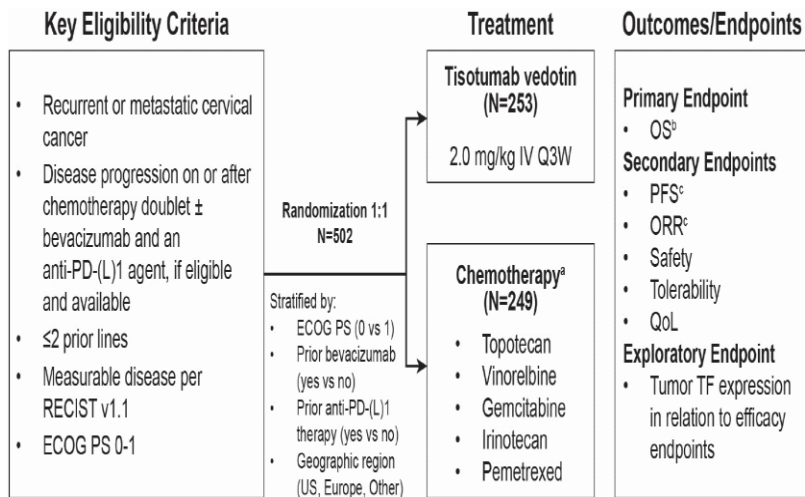 Key Eligibility Criteria
• Recurrent or metastatic cervical
cancer
• Disease progression on or after
chemotherapy doublet ±
bevacizumab and an
anti-PD-(L)1 agent, if eligible
and available
• ≤2 prior lines
• Measurable disease per
RECIST v1.1
• ECOG PS 0-1
Randomization 1:1
N=502
Stratified by:
• ECOG PS (0 vs 1)
• Prior bevacizumab
(yes vs no)
• Prior anti-PD-(L)1
therapy (yes vs no)
• Geographic region
(US, Europe, Other)
Treatment
Tisotumab vedotin
(N=253)
2.0 mg/kg IV Q3W
Chemotherapyᵃ
(N=249)
• Topotecan
• Vinorelbine
• Gemcitabine
• Irinotecan
• Pemetrexed
Outcomes/Endpoints
Primary Endpoint
• OSᵇ
Secondary Endpoints
• PFSᶜ
• ORRᶜ
• Safety
• Tolerability
• QoL
Exploratory Endpoint
• Tumor TF expression
in relation to efficacy
endpoints